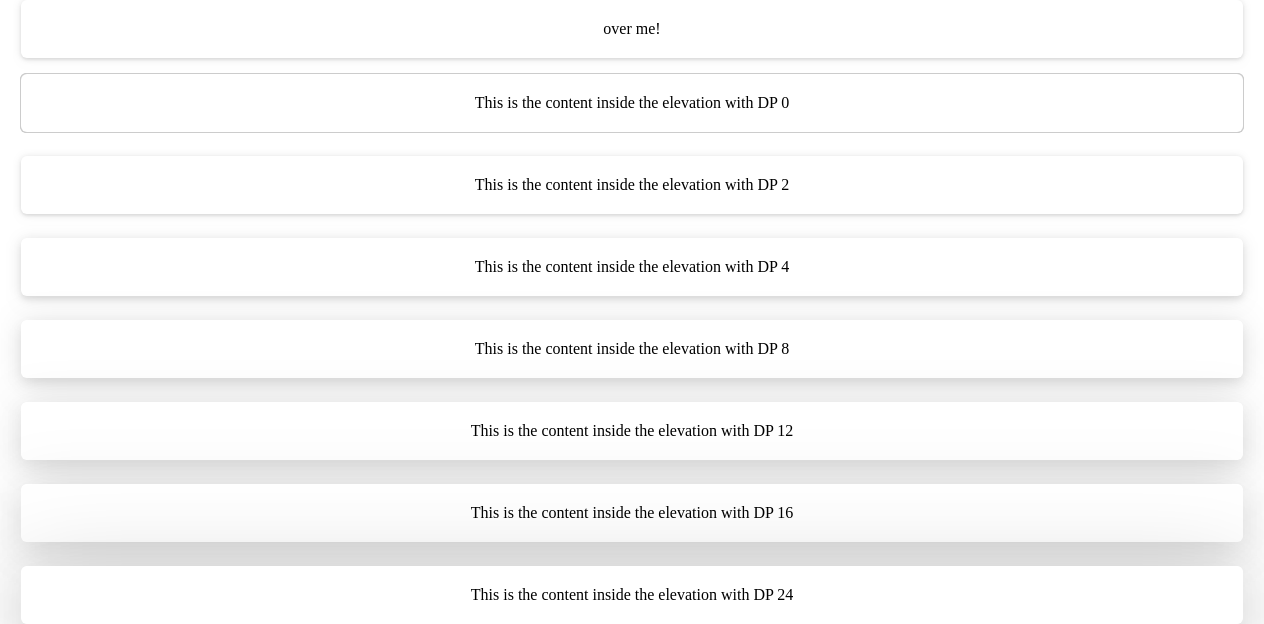 over me!
This is the content inside the elevation with DP 0
This is the content inside the elevation with DP 2
This is the content inside the elevation with DP 4
This is the content inside the elevation with DP 8
This is the content inside the elevation with DP 12
This is the content inside the elevation with DP 16
This is the content inside the elevation with DP 24